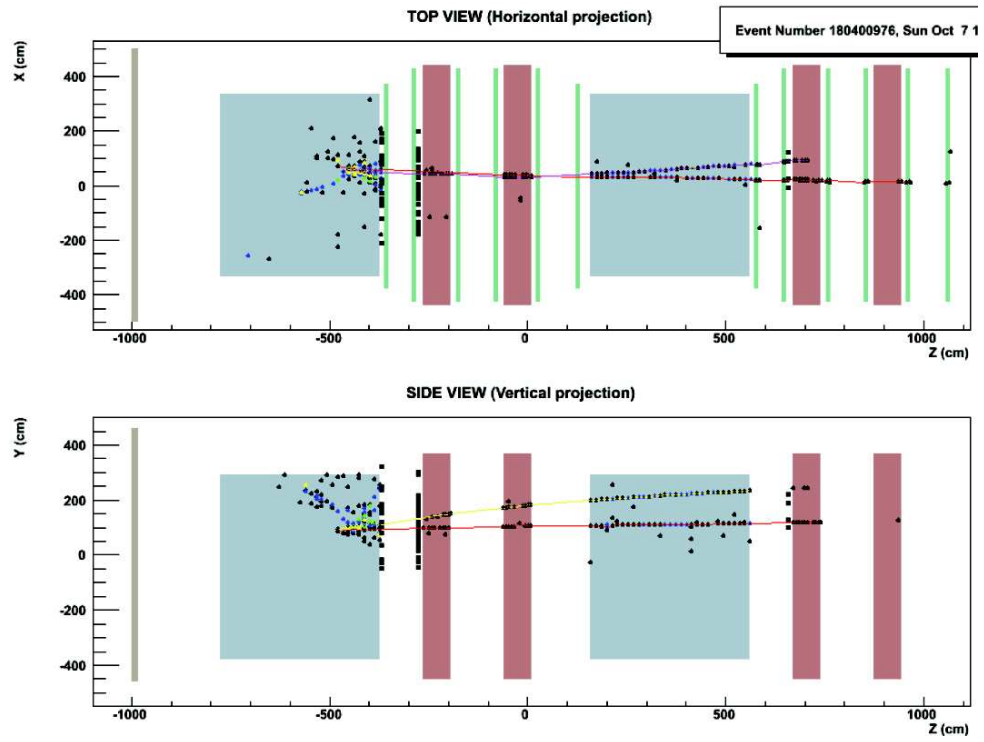 TOP VIEW (Horizontal projection)
Event Number 180400976, Sun Oct 7 1
X (cm)
400
200
0
-200
-400
-1000 -500 0 500 1000
Z (cm)
SIDE VIEW (Vertical projection)
Y (cm)
400
200
0
-200
-400
-1000 -500 0 500 1000
Z (cm)